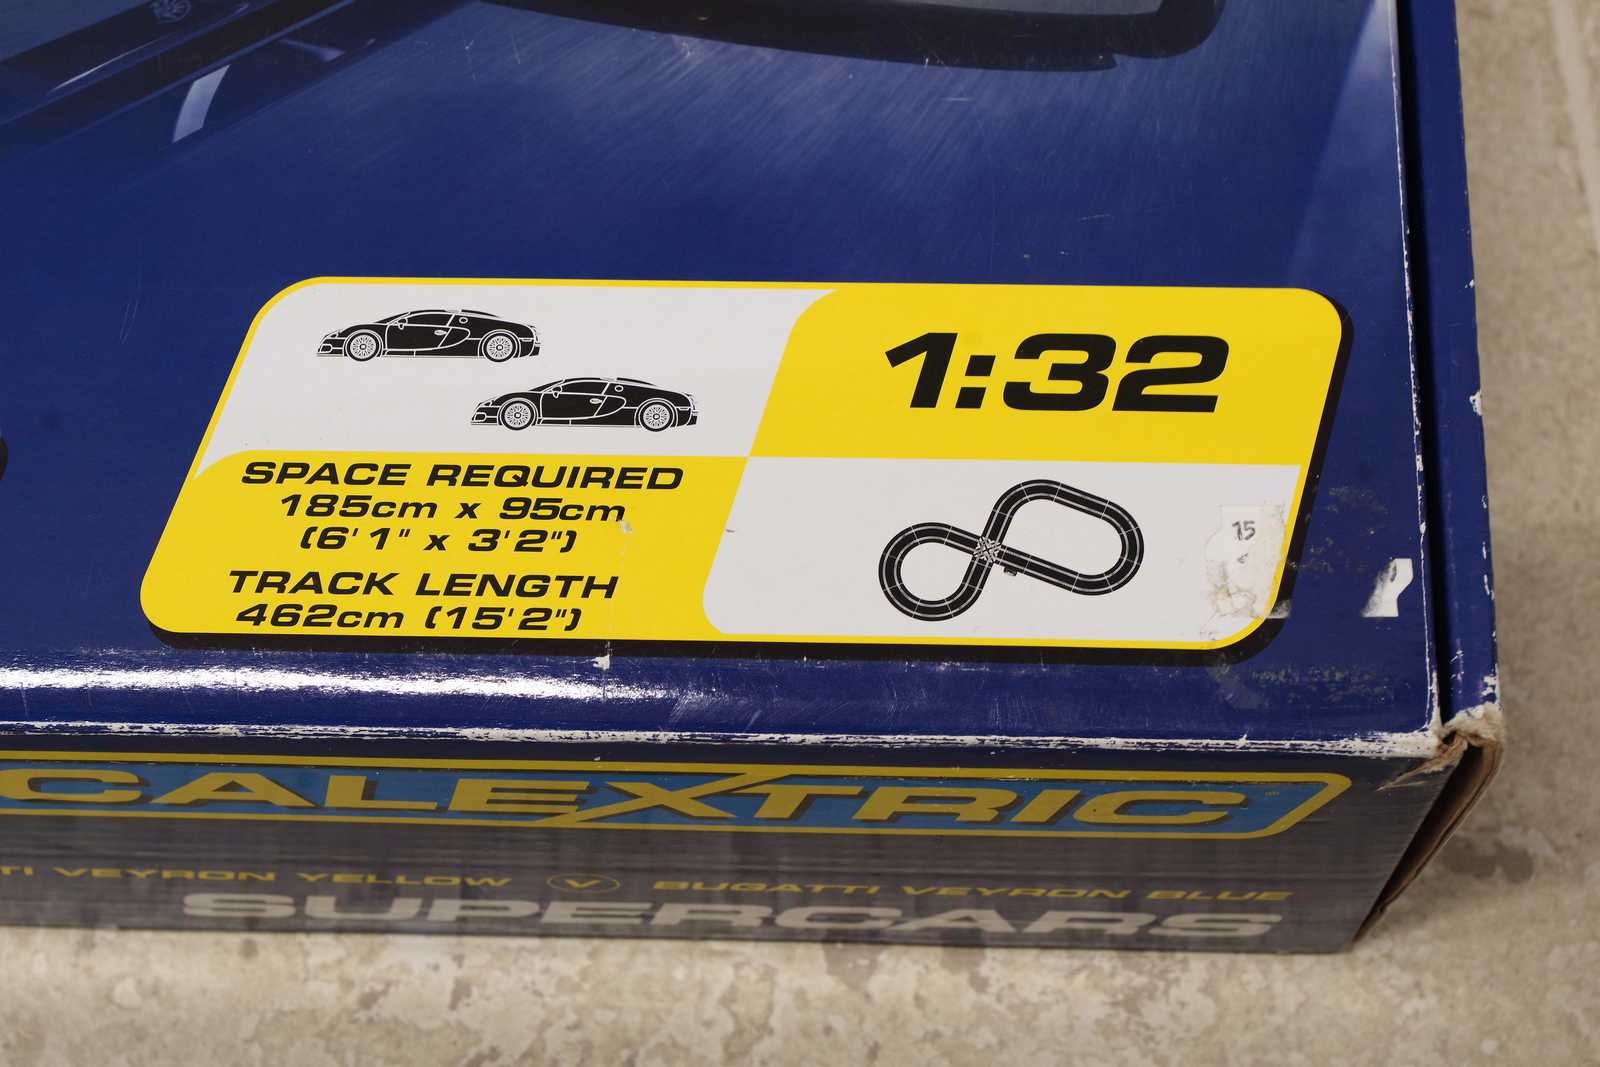 1:32
SPACE REQUIRED
185cm x 95cm
(6'1" x 3'2")
TRACK LENGTH
462cm (15'2")
15
CALEXTRIC
TI VEYRON YELLOW V BUGATTI VEYRON BLUE
SUPERCARS